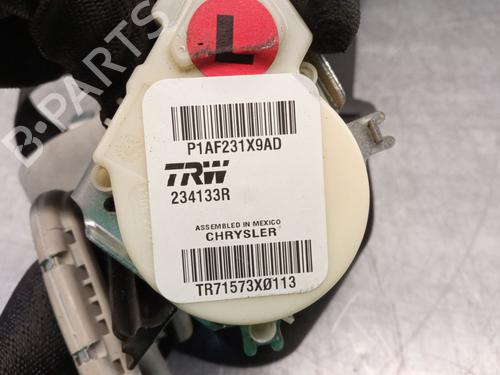 L
P1AF231X9AD
TRW
234133R
ASSEMBLED IN MEXICO
CHRYSLER
TR71573XØ113
B-Parts